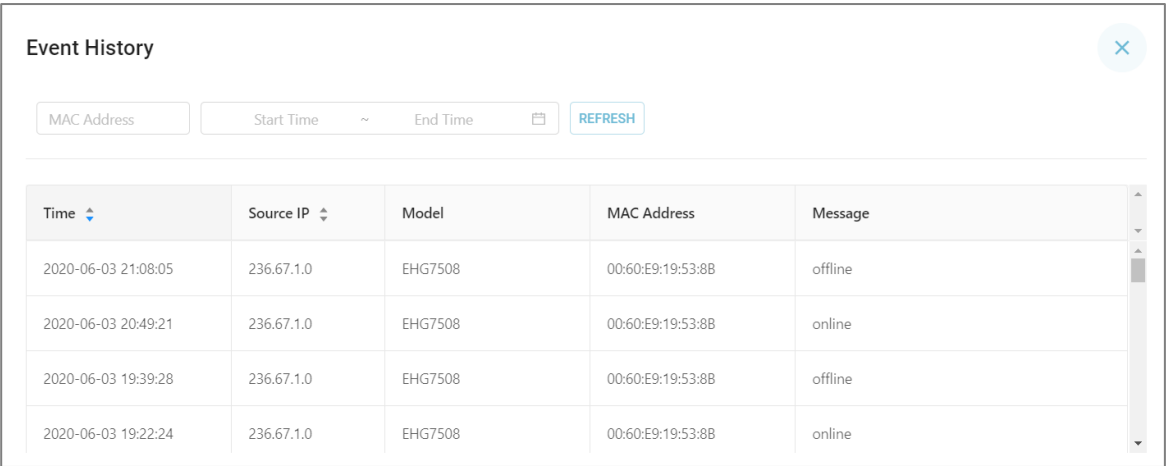 Event History
MAC Address Start Time ~ End Time REFRESH
Time Source IP Model MAC Address Message
2020-06-03 21:08:05 236.67.1.0 EHG7508 00:60:E9:19:53:8B offline
2020-06-03 20:49:21 236.67.1.0 EHG7508 00:60:E9:19:53:8B online
2020-06-03 19:39:28 236.67.1.0 EHG7508 00:60:E9:19:53:8B offline
2020-06-03 19:22:24 236.67.1.0 EHG7508 00:60:E9:19:53:8B online